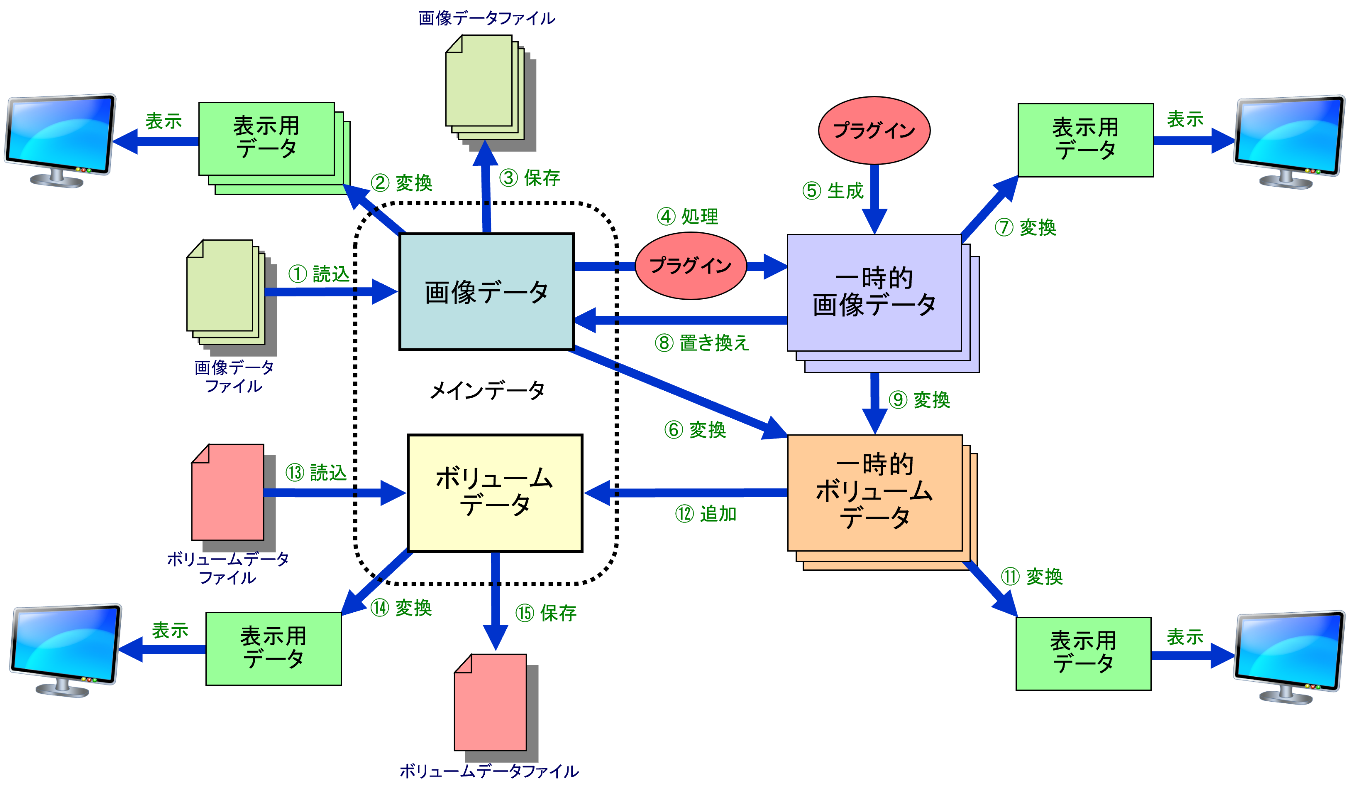 画像データファイル
表示
表示用
データ
② 変換
③ 保存
プラグイン
⑤ 生成
表示用
データ
表示
④ 処理
プラグイン
⑦ 変換
① 読込
画像データ
一時的
画像データ
⑧ 置き換え
画像データ
ファイル
メインデータ
⑥ 変換
⑨ 変換
⑬ 読込
ボリューム
データ
一時的
ボリューム
データ
⑫ 追加
ボリュームデータ
ファイル
⑭ 変換
⑮ 保存
⑪ 変換
表示
表示用
データ
表示用
データ
表示
ボリュームデータファイル